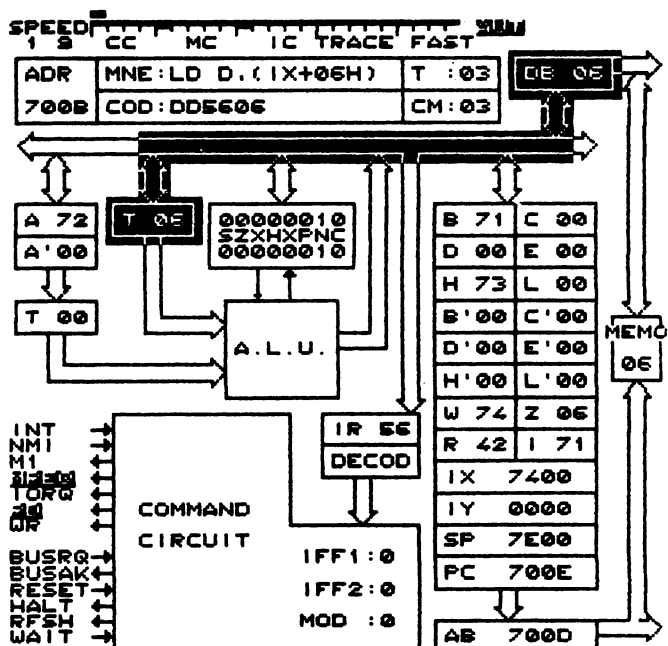 SPEED
1 9 CC MC IC TRACE FAST
ADR MNE:LD D.(IX+06H) T :03
700B COD:DD5606 CM:03
DB 06
A 72
A'00
T 06
00000010
SZXHXPNC
00000010
T 00
A.L.U.
B 71 C 00
D 00 E 00
H 73 L 00
B'00 C'00
D'00 E'00
H'00 L'00
W 74 Z 06
R 42 I 71
IX 7400
IY 0000
SP 7E00
PC 700E
AB 700D
MEMO
06
IR 56
DECOD
INT
NMI
M1
TORQ
WR
BUSRQ
BUSAK
RESET
HALT
RFSH
WAIT
COMMAND
CIRCUIT
IFF1:0
IFF2:0
MOD :0